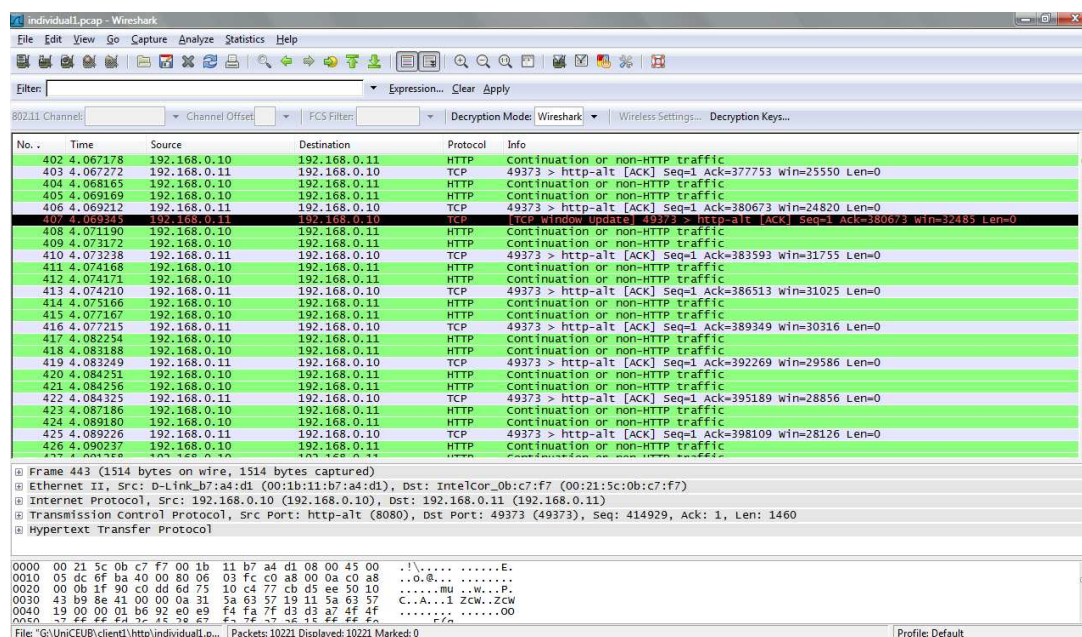 individual1.pcap - Wireshark
File Edit View Go Capture Analyze Statistics Help
Filter: Expression... Clear Apply
802.11 Channel: Channel Offset: FCS Filter: Decryption Mode: Wireshark Wireless Settings... Decryption Keys...
No. . Time Source Destination Protocol Info
402 4.067178 192.168.0.10 192.168.0.11 HTTP Continuation or non-HTTP traffic
403 4.067272 192.168.0.11 192.168.0.10 TCP 49373 > http-alt [ACK] Seq=1 Ack=377753 Win=25550 Len=0
404 4.068165 192.168.0.10 192.168.0.11 HTTP Continuation or non-HTTP traffic
405 4.069169 192.168.0.10 192.168.0.11 HTTP Continuation or non-HTTP traffic
406 4.069212 192.168.0.11 192.168.0.10 TCP 49373 > http-alt [ACK] Seq=1 Ack=380673 Win=24820 Len=0
407 4.069345 192.168.0.11 192.168.0.10 TCP [TCP Window Update] 49373 > http-alt [ACK] Seq=1 Ack=380673 Win=32485 Len=0
408 4.071190 192.168.0.10 192.168.0.11 HTTP Continuation or non-HTTP traffic
409 4.073172 192.168.0.10 192.168.0.11 HTTP Continuation or non-HTTP traffic
410 4.073238 192.168.0.11 192.168.0.10 TCP 49373 > http-alt [ACK] Seq=1 Ack=383593 Win=31755 Len=0
411 4.074168 192.168.0.10 192.168.0.11 HTTP Continuation or non-HTTP traffic
412 4.074171 192.168.0.10 192.168.0.11 HTTP Continuation or non-HTTP traffic
413 4.074210 192.168.0.11 192.168.0.10 TCP 49373 > http-alt [ACK] Seq=1 Ack=386513 Win=31025 Len=0
414 4.075166 192.168.0.10 192.168.0.11 HTTP Continuation or non-HTTP traffic
415 4.077167 192.168.0.10 192.168.0.11 HTTP Continuation or non-HTTP traffic
416 4.077215 192.168.0.11 192.168.0.10 TCP 49373 > http-alt [ACK] Seq=1 Ack=389349 Win=30316 Len=0
417 4.082254 192.168.0.10 192.168.0.11 HTTP Continuation or non-HTTP traffic
418 4.083188 192.168.0.10 192.168.0.11 HTTP Continuation or non-HTTP traffic
419 4.083249 192.168.0.11 192.168.0.10 TCP 49373 > http-alt [ACK] Seq=1 Ack=392269 Win=29586 Len=0
420 4.084251 192.168.0.10 192.168.0.11 HTTP Continuation or non-HTTP traffic
421 4.084256 192.168.0.10 192.168.0.11 HTTP Continuation or non-HTTP traffic
422 4.084325 192.168.0.11 192.168.0.10 TCP 49373 > http-alt [ACK] Seq=1 Ack=395189 Win=28856 Len=0
423 4.087186 192.168.0.10 192.168.0.11 HTTP Continuation or non-HTTP traffic
424 4.089180 192.168.0.10 192.168.0.11 HTTP Continuation or non-HTTP traffic
425 4.089226 192.168.0.11 192.168.0.10 TCP 49373 > http-alt [ACK] Seq=1 Ack=398109 Win=28126 Len=0
426 4.090237 192.168.0.10 192.168.0.11 HTTP Continuation or non-HTTP traffic
Frame 443 (1514 bytes on wire, 1514 bytes captured)
Ethernet II, Src: D-Link_b7:a4:d1 (00:1b:11:b7:a4:d1), Dst: IntelCor_0b:c7:f7 (00:21:5c:0b:c7:f7)
Internet Protocol, Src: 192.168.0.10 (192.168.0.10), Dst: 192.168.0.11 (192.168.0.11)
Transmission Control Protocol, Src Port: http-alt (8080), Dst Port: 49373 (49373), Seq: 414929, Ack: 1, Len: 1460
Hypertext Transfer Protocol
0000 00 21 5c 0b c7 f7 00 1b 11 b7 a4 d1 08 00 45 00 .!\..... ......E.
0010 05 dc 6f ba 40 00 80 06 03 fc c0 a8 00 0a c0 a8 ..o.@... ........
0020 00 0b 1f 90 c0 dd 6d 75 10 c4 77 cb d5 ee 50 10 ......mu ..w...P.
0030 43 b9 8e 41 00 00 0a 31 5a 63 57 19 11 5a 63 57 C..A...1 ZcW..ZcW
0040 19 00 00 01 b6 92 e0 e9 f4 fa 7f d3 d3 a7 4f 4f ........ ......OO
File: "G:\UniCEUB\client1\http\individual1.p... Packets: 10221 Displayed: 10221 Marked: 0 Profile: Default